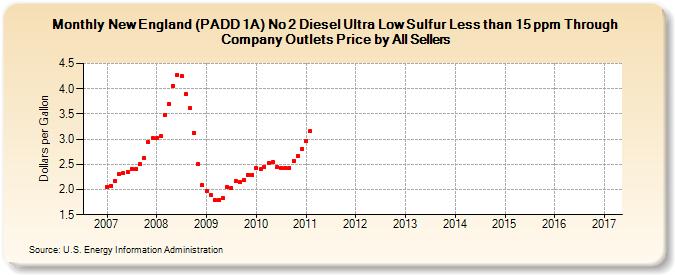 Monthly New England (PADD 1A) No 2 Diesel Ultra Low Sulfur Less than 15 ppm Through
Company Outlets Price by All Sellers
Dollars per Gallon
4.5
4.0
3.5
3.0
2.5
2.0
1.5
2007 2008 2009 2010 2011 2012 2013 2014 2015 2016 2017
Source: U.S. Energy Information Administration